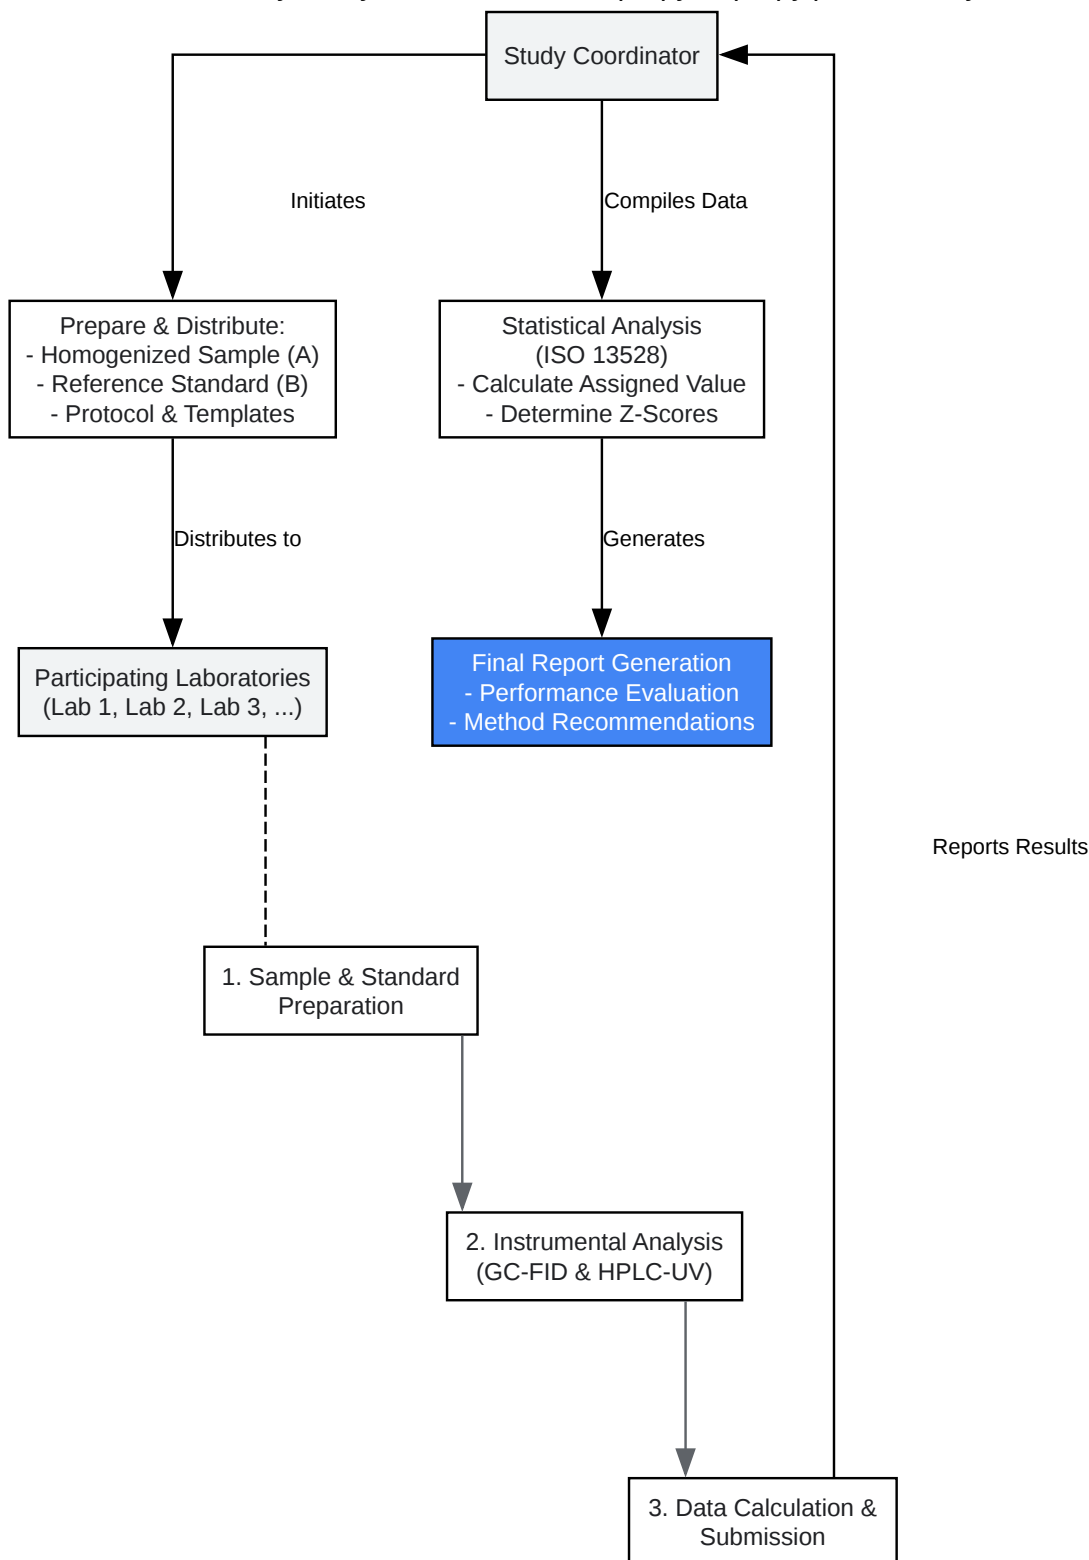 Study Coordinator
Initiates
Compiles Data
Prepare & Distribute:
- Homogenized Sample (A)
- Reference Standard (B)
- Protocol & Templates
Statistical Analysis
(ISO 13528)
- Calculate Assigned Value
- Determine Z-Scores
Distributes to
Generates
Participating Laboratories
(Lab 1, Lab 2, Lab 3, ...)
Final Report Generation
- Performance Evaluation
- Method Recommendations
Reports Results
1. Sample & Standard
Preparation
2. Instrumental Analysis
(GC-FID & HPLC-UV)
3. Data Calculation &
Submission